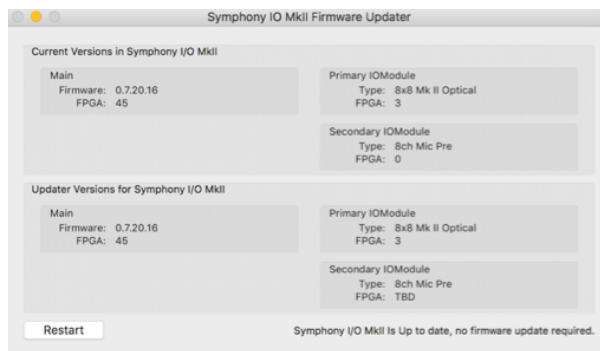 Symphony IO MkII Firmware Updater
Current Versions in Symphony I/O MkII
Main
Firmware: 0.7.20.16
FPGA: 45
Primary IOModule
Type: 8x8 Mk II Optical
FPGA: 3
Secondary IOModule
Type: 8ch Mic Pre
FPGA: 0
Updater Versions for Symphony I/O MkII
Main
Firmware: 0.7.20.16
FPGA: 45
Primary IOModule
Type: 8x8 Mk II Optical
FPGA: 3
Secondary IOModule
Type: 8ch Mic Pre
FPGA: TBD
Restart
Symphony I/O MkII Is Up to date, no firmware update required.